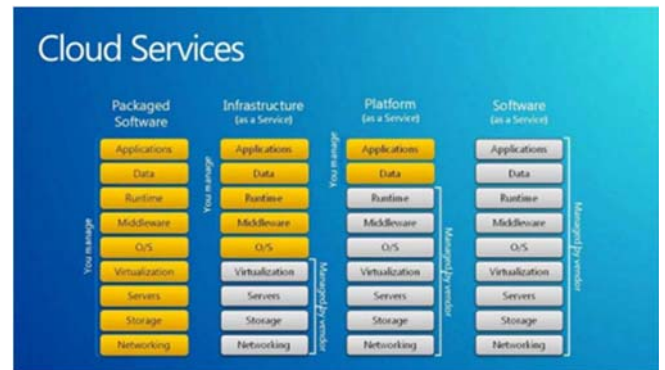 Cloud Services
Packaged
Software
You manage
Applications
Data
Runtime
Middleware
O/S
Virtualization
Servers
Storage
Networking
Infrastructure
(as a Service)
You manage
Applications
Data
Runtime
Middleware
O/S
Virtualization
Servers
Storage
Networking
Managed by vendor
Platform
(as a Service)
You manage
Applications
Data
Runtime
Middleware
O/S
Virtualization
Servers
Storage
Networking
Managed by vendor
Software
(as a Service)
Applications
Data
Runtime
Middleware
O/S
Virtualization
Servers
Storage
Networking
Managed by vendor